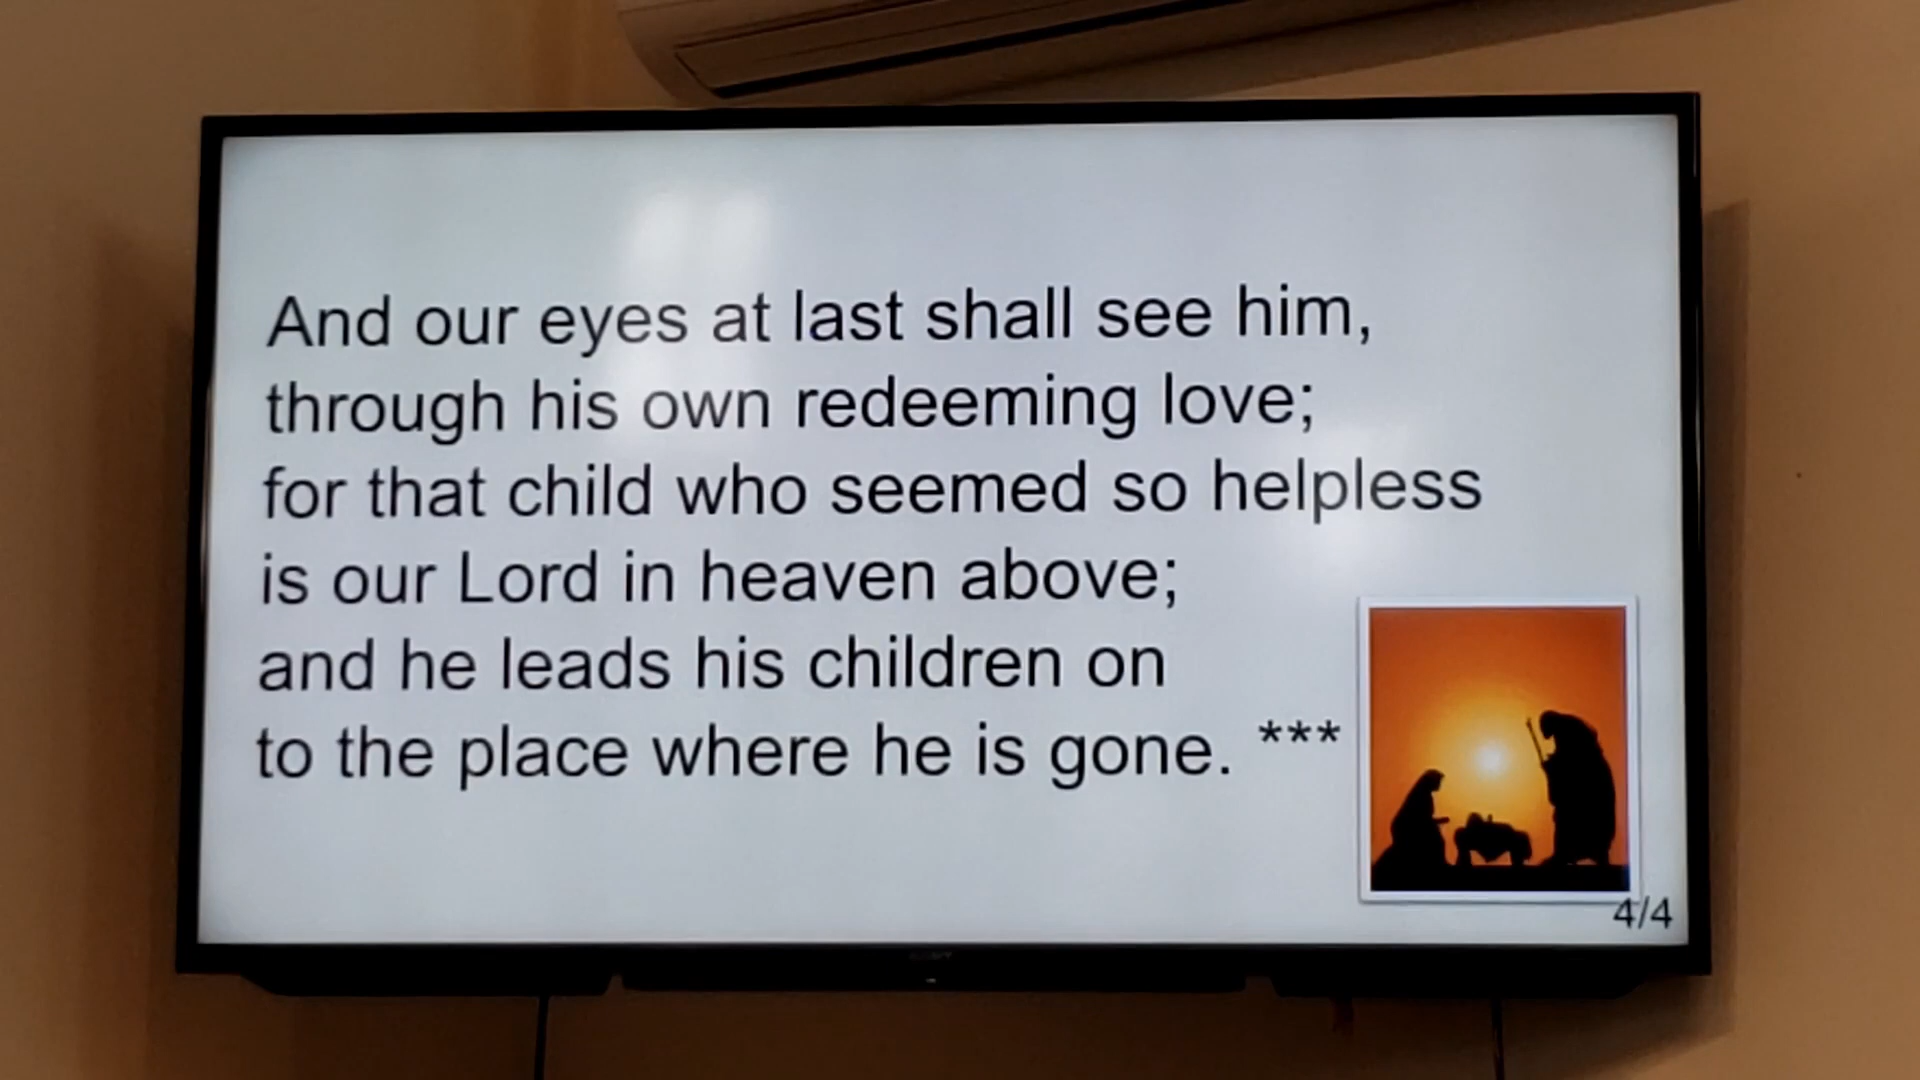 And our eyes at last shall see him,
through his own redeeming love;
for that child who seemed so helpless
is our Lord in heaven above;
and he leads his children on
to the place where he is gone. ***
4/4